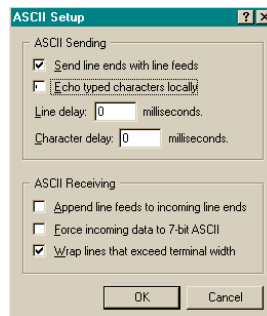 ASCII Setup
ASCII Sending
Send line ends with line feeds
Echo typed characters locally
Line delay: 0 milliseconds.
Character delay: 0 milliseconds.
ASCII Receiving
Append line feeds to incoming line ends
Force incoming data to 7-bit ASCII
Wrap lines that exceed terminal width
OK Cancel